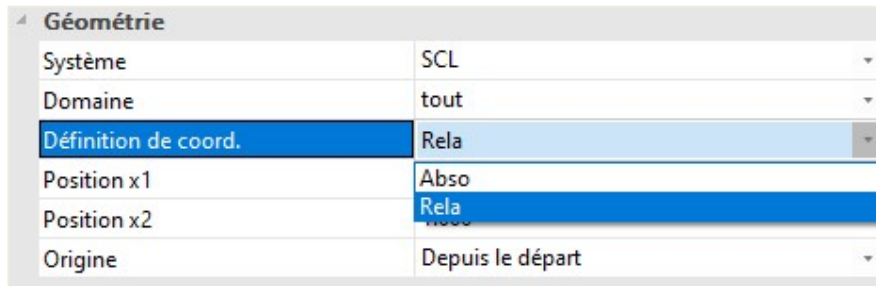 Géométrie
Système SCL
Domaine tout
Définition de coord. Rela
Position x1 Abso
Rela
Position x2
Origine Depuis le départ